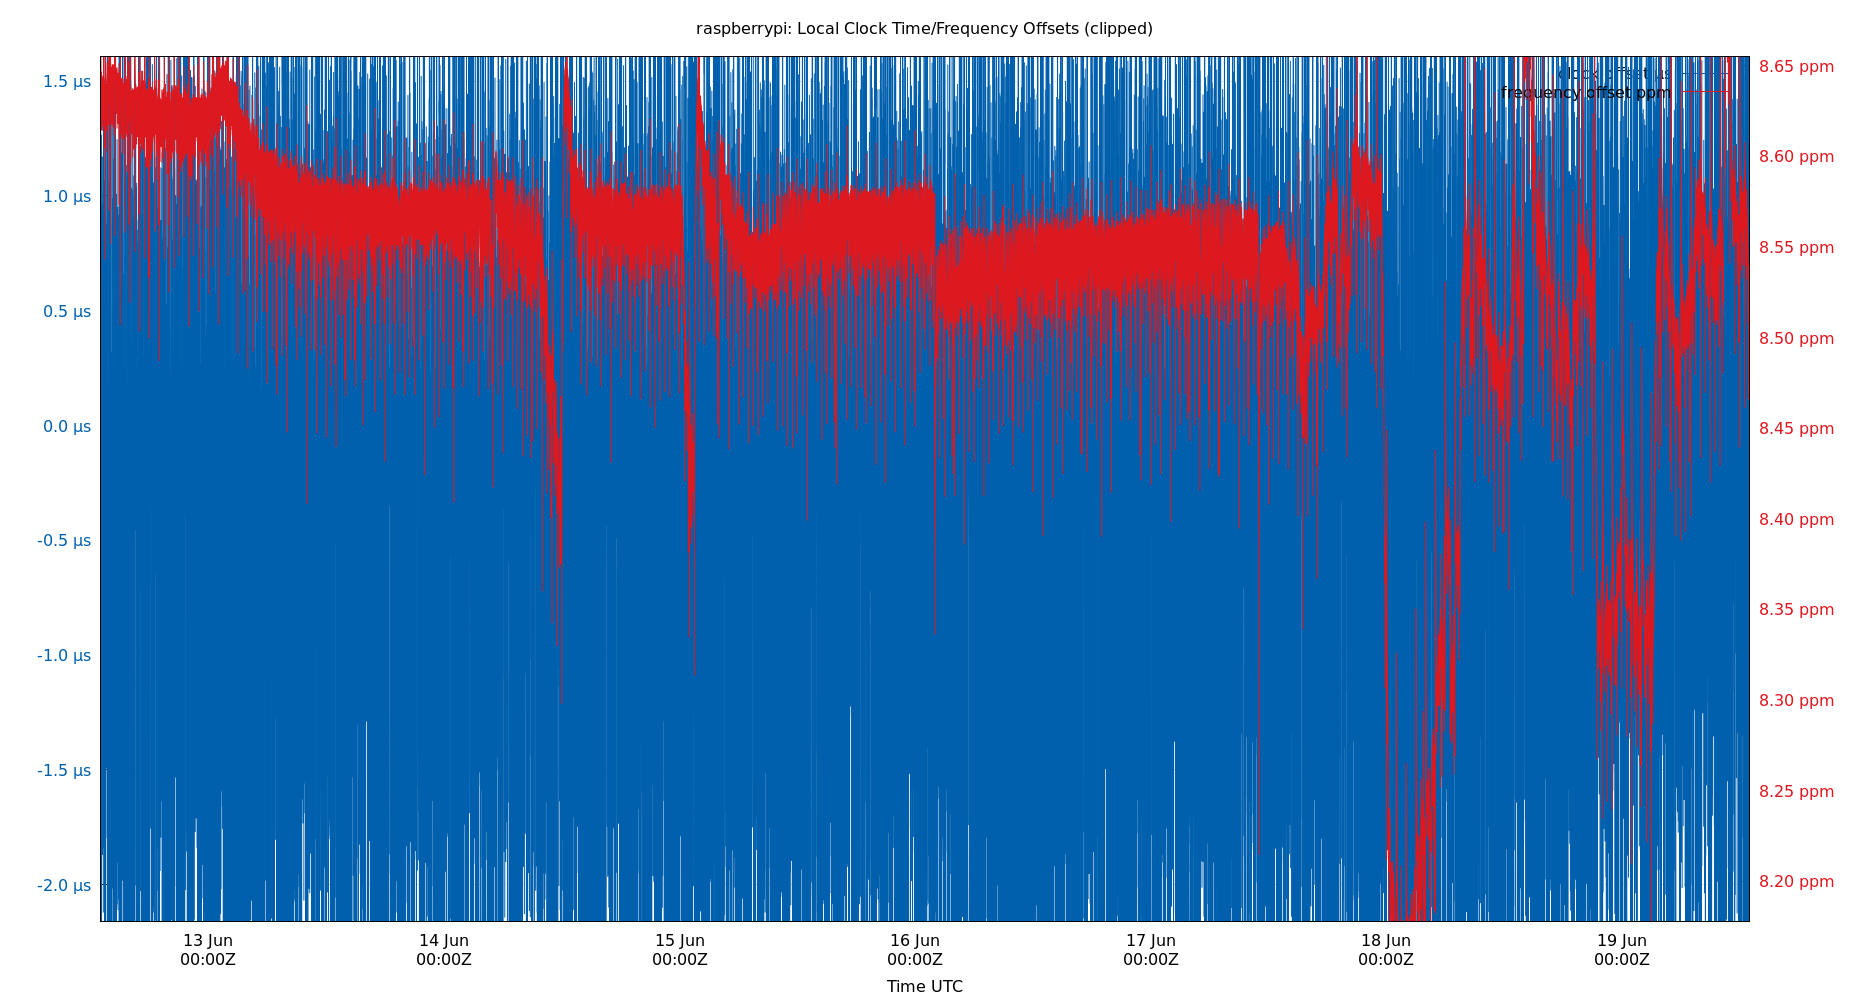 raspberrypi: Local Clock Time/Frequency Offsets (clipped)
clock offset µs
frequency offset ppm
1.5 µs
1.0 µs
0.5 µs
0.0 µs
-0.5 µs
-1.0 µs
-1.5 µs
-2.0 µs
8.65 ppm
8.60 ppm
8.55 ppm
8.50 ppm
8.45 ppm
8.40 ppm
8.35 ppm
8.30 ppm
8.25 ppm
8.20 ppm
13 Jun
00:00Z
14 Jun
00:00Z
15 Jun
00:00Z
16 Jun
00:00Z
17 Jun
00:00Z
18 Jun
00:00Z
19 Jun
00:00Z
Time UTC